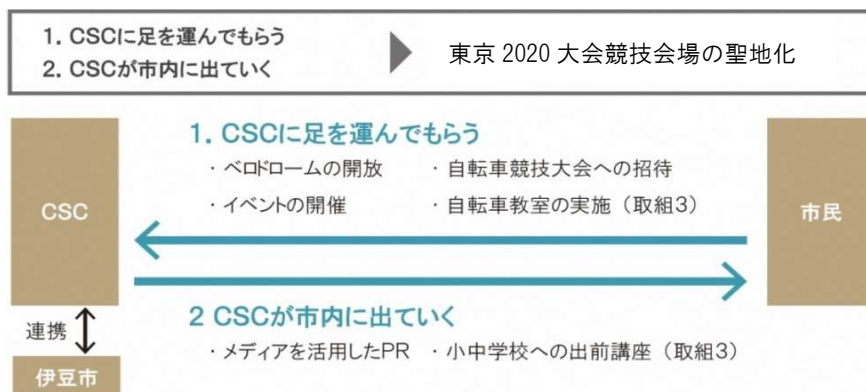 1. CSCに足を運んでもらう
2. CSCが市内に出ていく
東京 2020 大会競技会場の聖地化
CSC
1. CSCに足を運んでもらう
・ベロドロームの開放 ・自転車競技大会への招待
・イベントの開催 ・自転車教室の実施（取組3）
市民
2 CSCが市内に出ていく
・メディアを活用したPR ・小中学校への出前講座（取組3）
連携
伊豆市